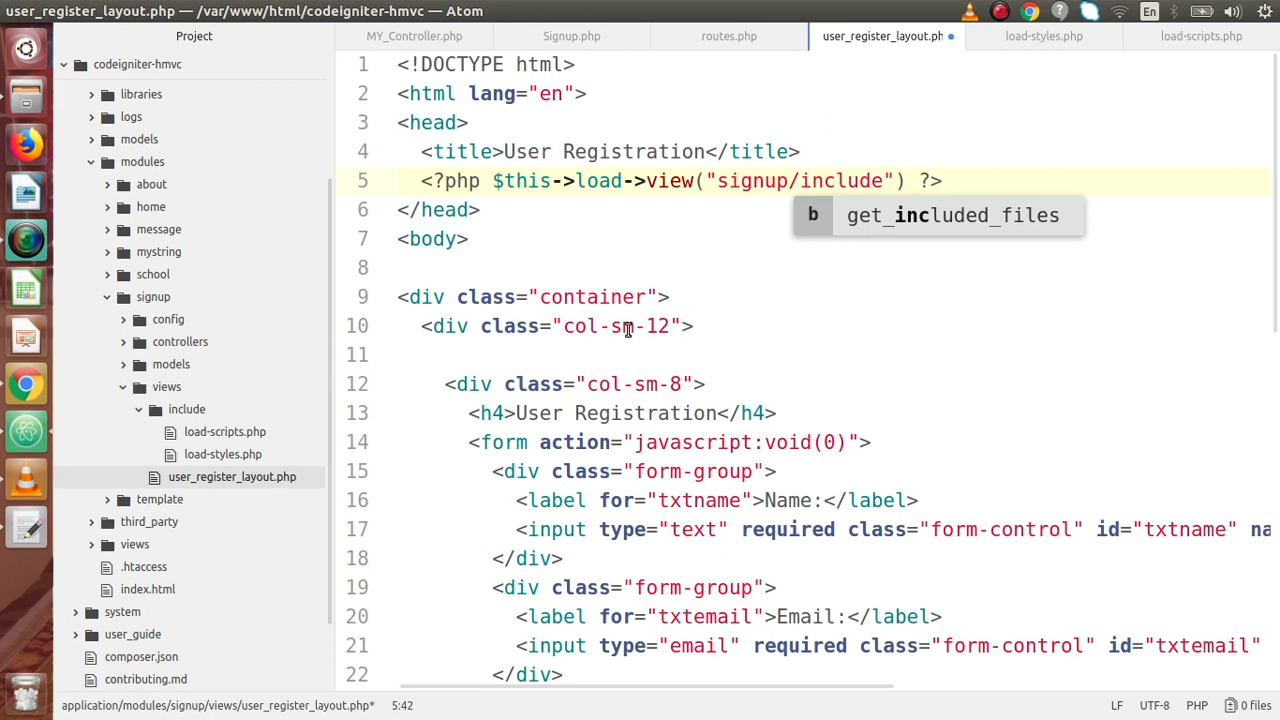 user_register_layout.php — /var/www/html/codeigniter-hmvc — Atom
En
Project
MY_Controller.php
Signup.php
routes.php
user_register_layout.ph
load-styles.php
load-scripts.php
codeigniter-hmvc
libraries
logs
models
modules
about
home
message
mystring
school
signup
config
controllers
models
views
include
load-scripts.php
load-styles.php
user_register_layout.php
template
third_party
views
.htaccess
index.html
system
user_guide
composer.json
contributing.md
1 <!DOCTYPE html>
2 <html lang="en">
3 <head>
4 <title>User Registration</title>
5 <?php $this->load->view("signup/include") ?>
6 </head>
b get_included_files
7 <body>
8
9 <div class="container">
10 <div class="col-sm-12">
11
12 <div class="col-sm-8">
13 <h4>User Registration</h4>
14 <form action="javascript:void(0)">
15 <div class="form-group">
16 <label for="txtname">Name:</label>
17 <input type="text" required class="form-control" id="txtname" na
18 </div>
19 <div class="form-group">
20 <label for="txtemail">Email:</label>
21 <input type="email" required class="form-control" id="txtemail"
22 </div>
application/modules/signup/views/user_register_layout.php* 5:42
LF UTF-8 PHP 0 files